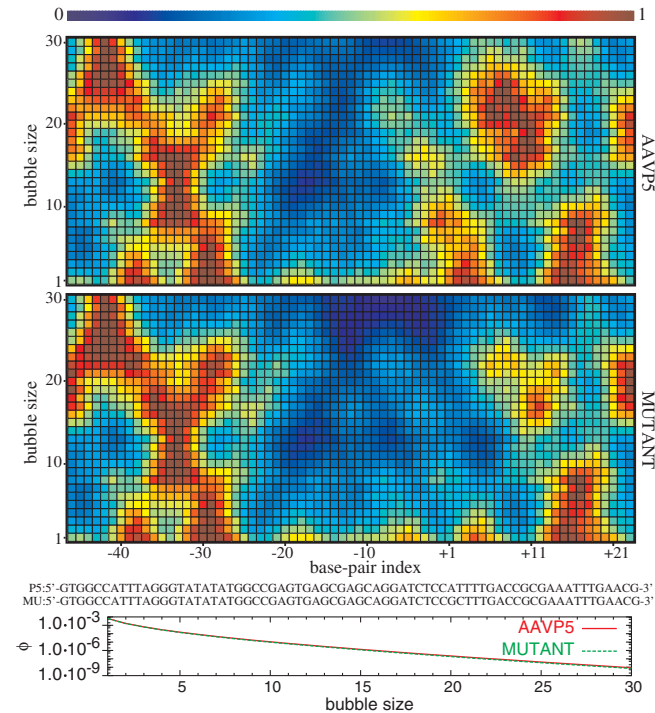 0 1
30
20
10
1
bubble size
AAVP5
30
20
10
1
bubble size
MUTANT
-40 -30 -20 -10 +1 +11 +21
base-pair index
P5:5'-GTGGCCATTTAGGGTATATATGGCCGAGTGAGCGAGCAGGATCTCCATTTTGACCGCGAAATTTGAACG-3'
MU:5'-GTGGCCATTTAGGGTATATATGGCCGAGTGAGCGAGCAGGATCTCCGCTTTGACCGCGAAATTTGAACG-3'
1.0•10-3
1.0•10-6
1.0•10-9
ϕ
AAVP5
MUTANT
5 10 15 20 25 30
bubble size